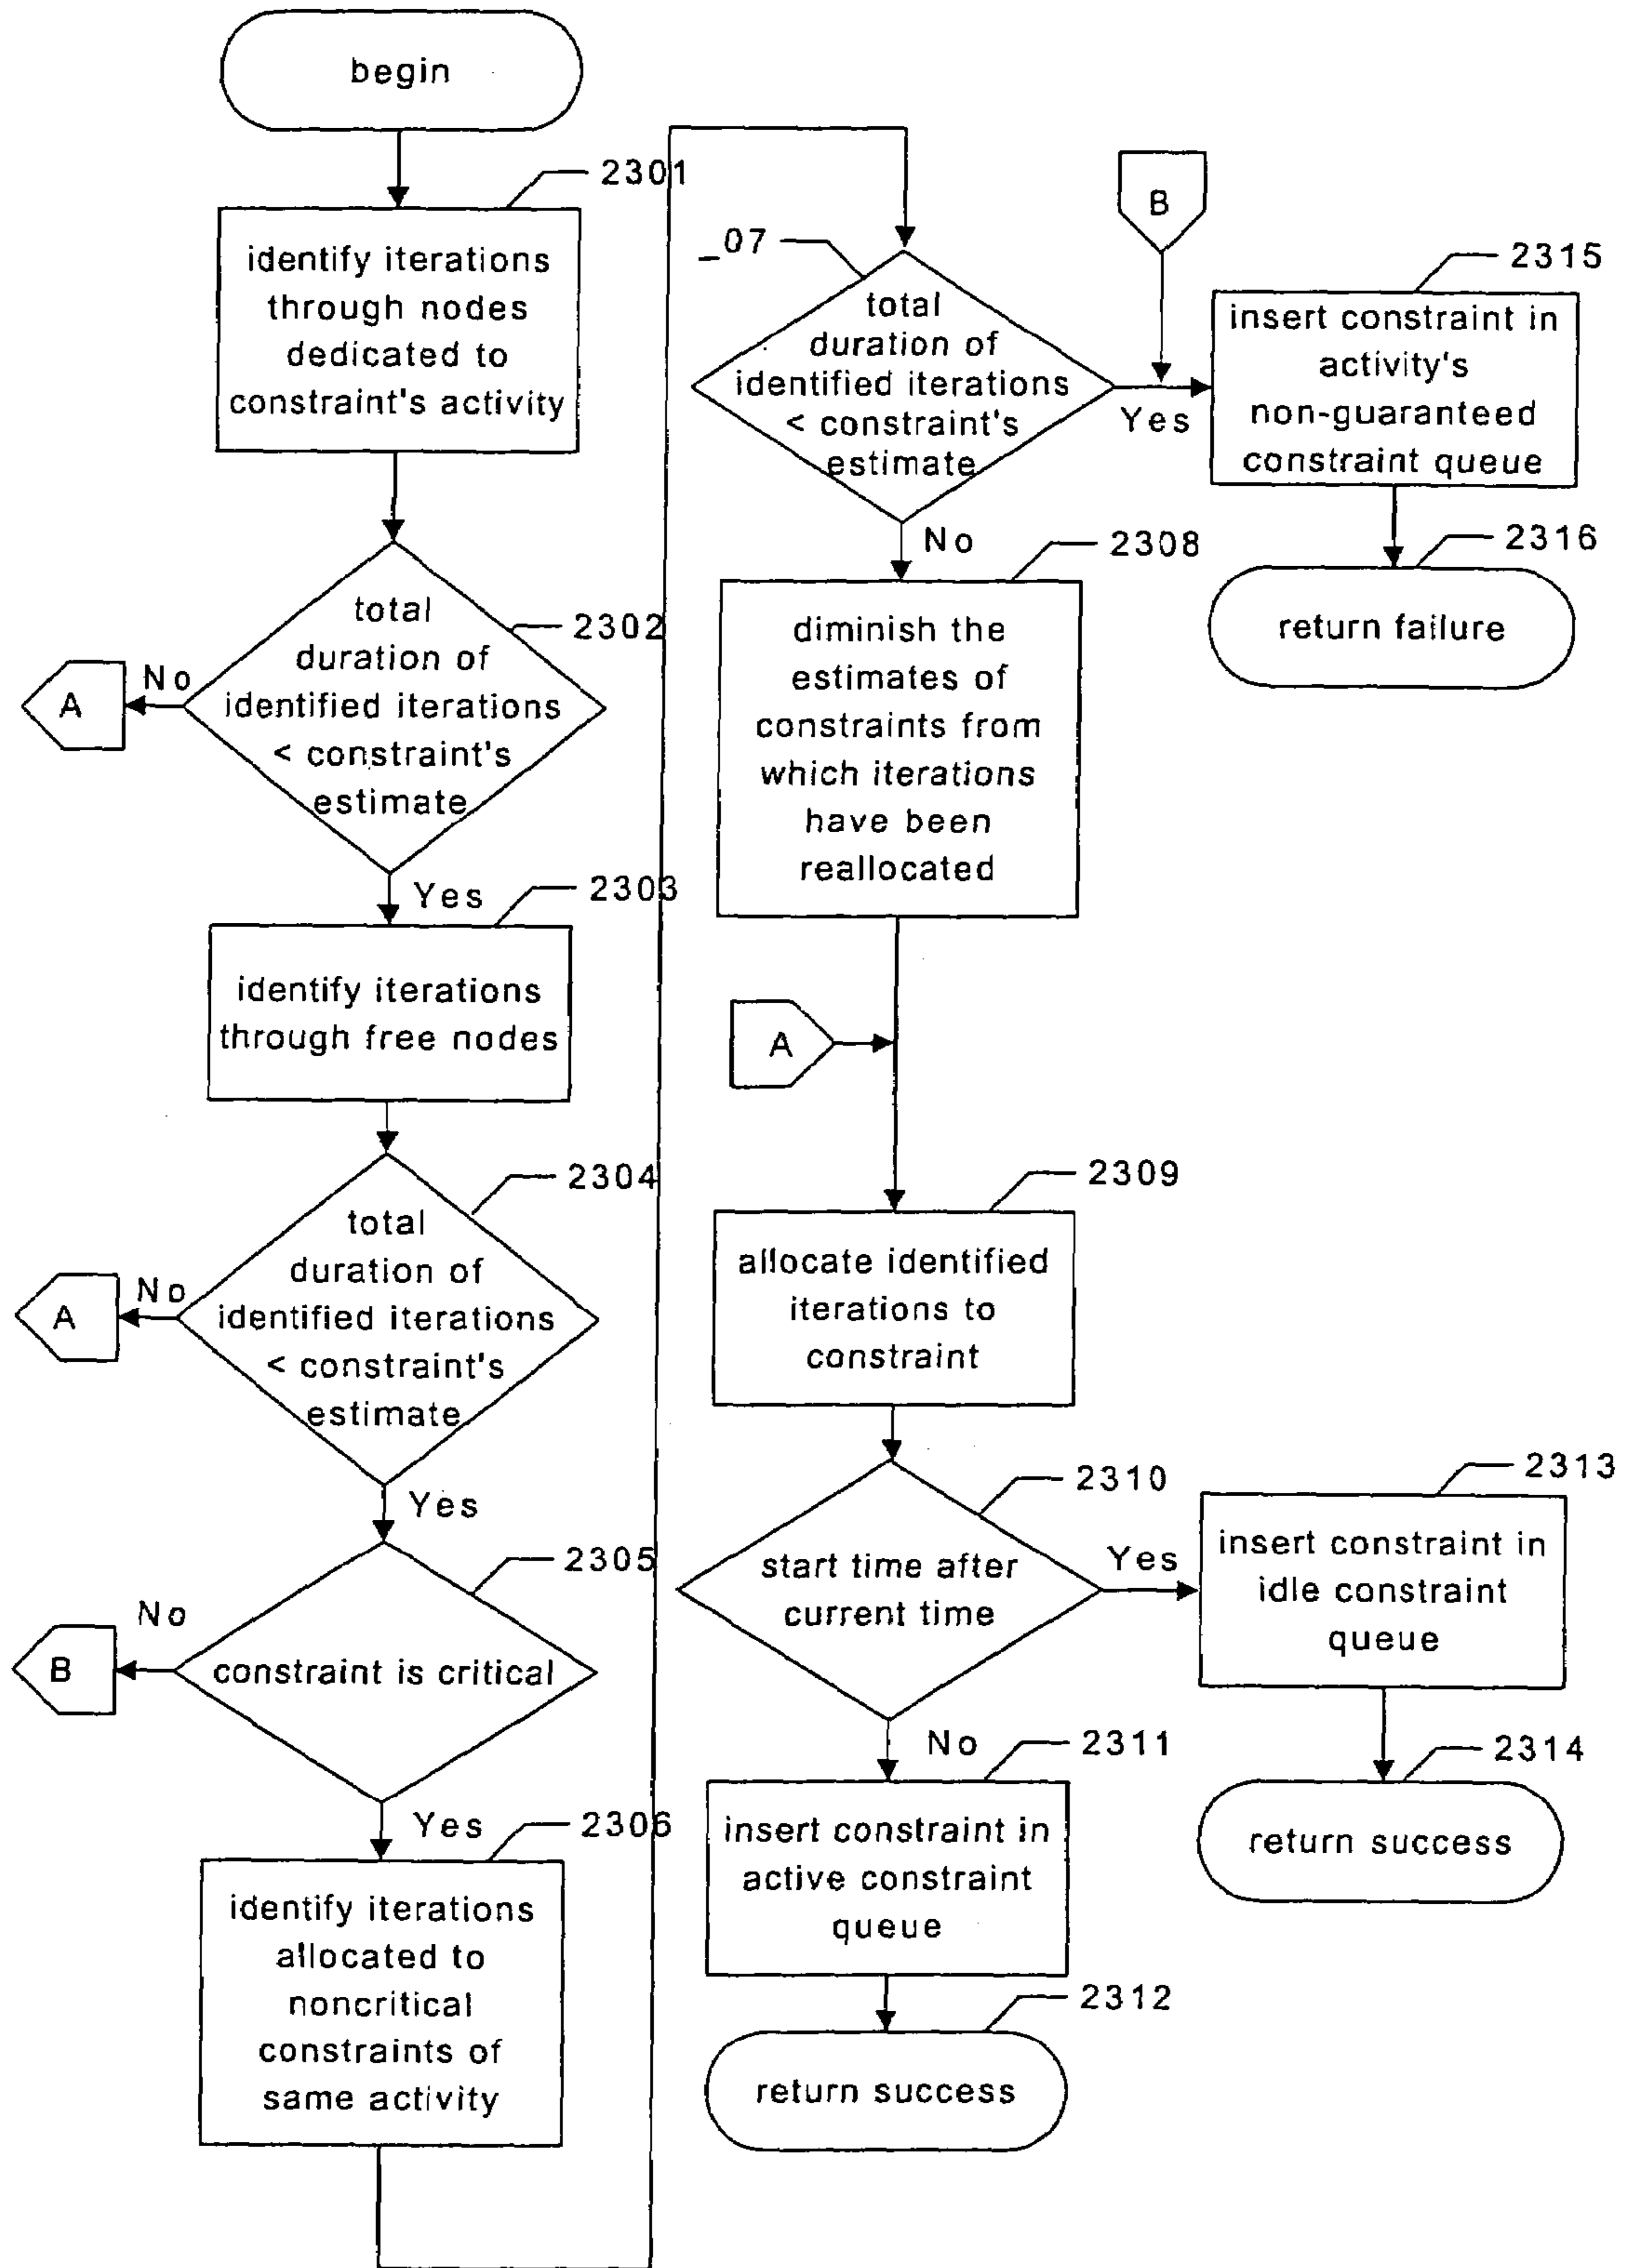 begin
2301
identify iterations
through nodes
dedicated to
constraint's activity
2302
total
duration of
identified iterations
< constraint's
estimate
No
A
Yes
2303
identify iterations
through free nodes
2304
total
duration of
identified iterations
< constraint's
estimate
No
A
Yes
2305
constraint is critical
No
B
Yes
2306
identify iterations
allocated to
noncritical
constraints of
same activity
_07
total
duration of
identified iterations
< constraint's
estimate
B
Yes
2315
insert constraint in
activity's
non-guaranteed
constraint queue
2316
return failure
No
2308
diminish the
estimates of
constraints from
which iterations
have been
reallocated
A
2309
allocate identified
iterations to
constraint
2310
start time after
current time
Yes
2313
insert constraint in
idle constraint
queue
2314
return success
No
2311
insert constraint in
active constraint
queue
2312
return success